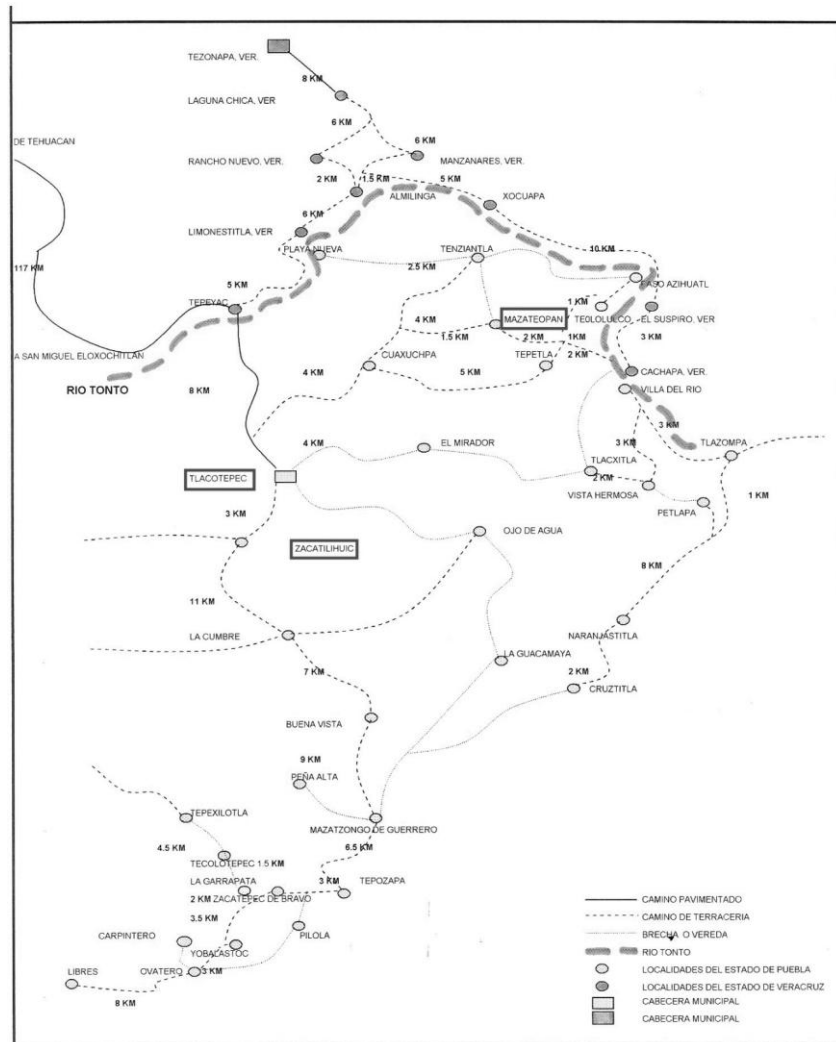 TEZONAPA, VER.
8 KM
LAGUNA CHICA, VER
6 KM
DE TEHUACAN
6 KM
RANCHO NUEVO, VER.
MANZANARES, VER.
2 KM
1.5 KM
5 KM
ALMILINGA
XOCUAPA
6 KM
LIMONESTITLA, VER
PLAYA NUEVA
TENZIANTLA
10 KM
117 KM
2.5 KM
5 KM
PASO AZIHUATL
TEPEYAC
1 KM
4 KM
MAZATEOPAN
TEOLOLULCO
EL SUSPIRO, VER
1.5 KM
2 KM
1KM
3 KM
A SAN MIGUEL ELOXOCHITLAN
CUAXUCHPA
TEPETLA
2 KM
4 KM
5 KM
CACHAPA, VER.
RIO TONTO
8 KM
VILLA DEL RIO
3 KM
4 KM
EL MIRADOR
3 KM
TLAZOMPA
TLACXITLA
TLACOTEPEC
2 KM
VISTA HERMOSA
1 KM
PETLAPA
3 KM
OJO DE AGUA
ZACATILIHUIC
8 KM
11 KM
LA CUMBRE
NARANJASTITLA
LA GUACAMAYA
7 KM
2 KM
CRUZTITLA
BUENA VISTA
9 KM
PEÑA ALTA
TEPEXILOTLA
MAZATZONGO DE GUERRERO
4.5 KM
6.5 KM
TECOLOTEPEC 1.5 KM
LA GARRAPATA
3 KM
TEPOZAPA
2 KM ZACATEPEC DE BRAVO
3.5 KM
CARPINTERO
PILOLA
YOBALASTOC
LIBRES
OVATERO
3 KM
8 KM
CAMINO PAVIMENTADO
CAMINO DE TERRACERIA
BRECHA O VEREDA
RIO TONTO
LOCALIDADES DEL ESTADO DE PUEBLA
LOCALIDADES DEL ESTADO DE VERACRUZ
CABECERA MUNICIPAL
CABECERA MUNICIPAL